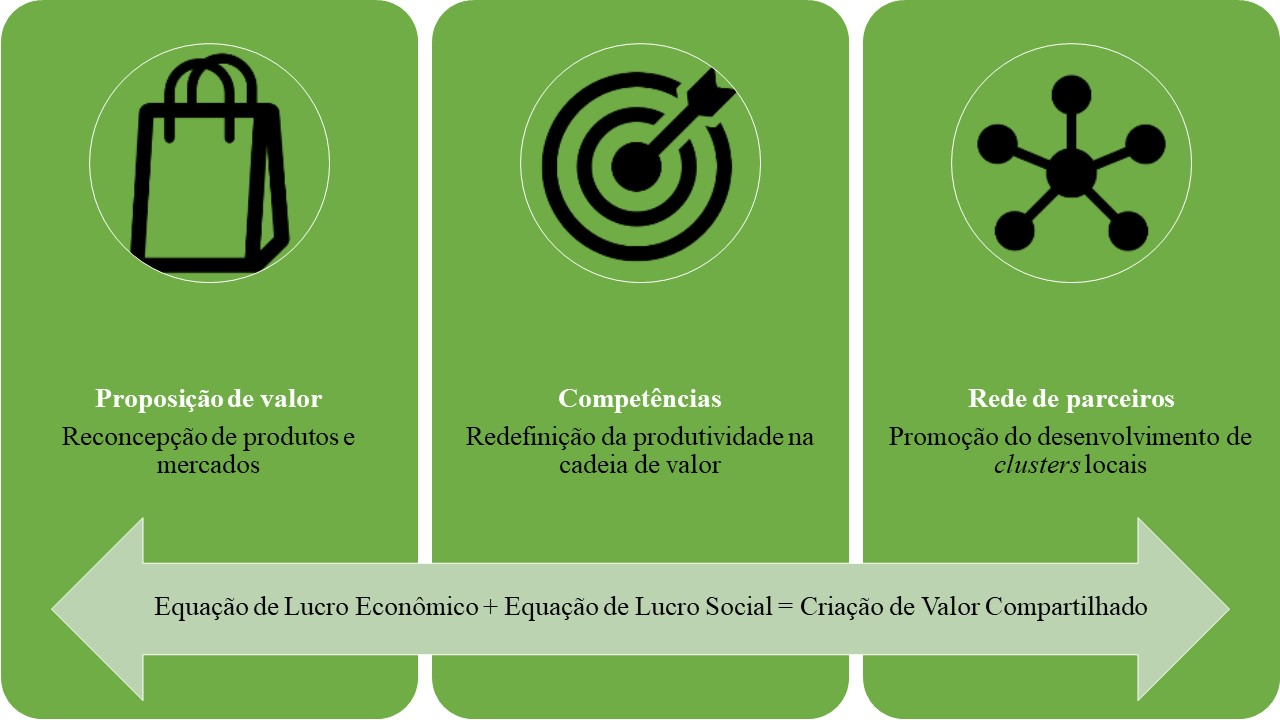 Proposição de valor
Reconcepção de produtos e
mercados
Competências
Redefinição da produtividade na
cadeia de valor
Rede de parceiros
Promoção do desenvolvimento de
clusters locais
Equação de Lucro Econômico + Equação de Lucro Social = Criação de Valor Compartilhado